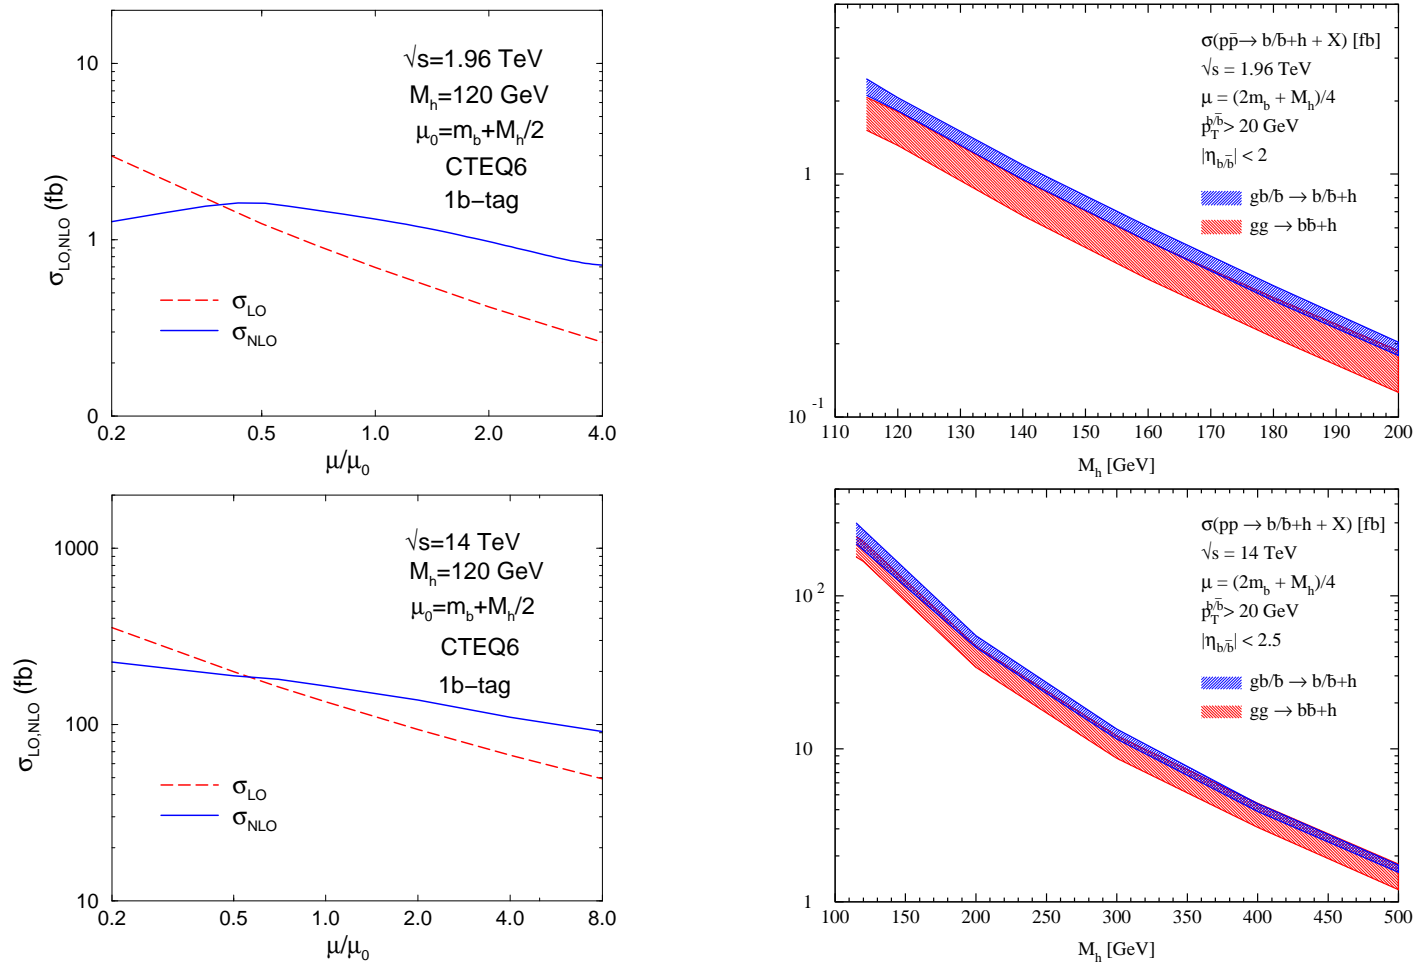 10
1
0
σLO,NLO (fb)
√s=1.96 TeV
Mh=120 GeV
μ0=mb+Mh/2
CTEQ6
1b−tag
σLO
σNLO
0.2 0.5 1.0 2.0 4.0
μ/μ0
σ(pp̄→ b/b̄+h + X) [fb]
√s = 1.96 TeV
μ = (2mb + Mh)/4
pTb/b̄ > 20 GeV
|ηb/b̄| < 2
gb/b̄ → b/b̄+h
gg → bb̄+h
1
10 -1
110 120 130 140 150 160 170 180 190 200
Mh [GeV]
1000
100
10
σLO,NLO (fb)
√s=14 TeV
Mh=120 GeV
μ0=mb+Mh/2
CTEQ6
1b−tag
σLO
σNLO
0.2 0.5 1.0 2.0 4.0 8.0
μ/μ0
σ(pp → b/b̄+h + X) [fb]
√s = 14 TeV
μ = (2mb + Mh)/4
pTb/b̄ > 20 GeV
|ηb/b̄| < 2.5
gb/b̄ → b/b̄+h
gg → bb̄+h
10 2
10
1
100 150 200 250 300 350 400 450 500
Mh [GeV]